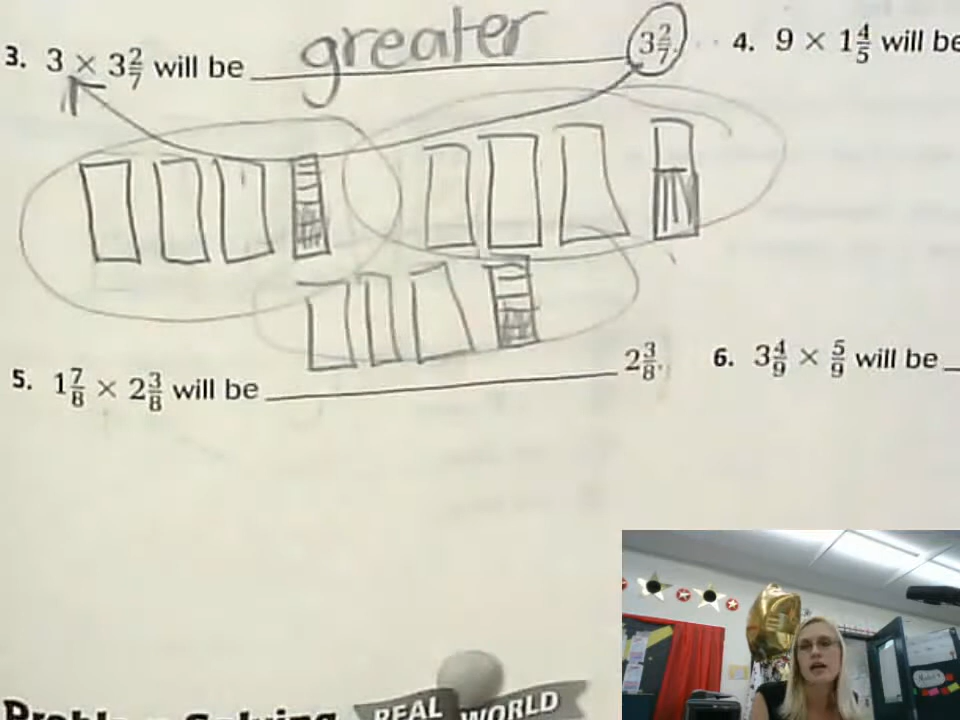 3. 3 × 3 2/7 will be greater 3 2/7.
4. 9 × 1 4/5 will be
5. 1 7/8 × 2 3/8 will be 2 3/8.
6. 3 4/9 × 5/9 will be
Problem Solving REAL WORLD